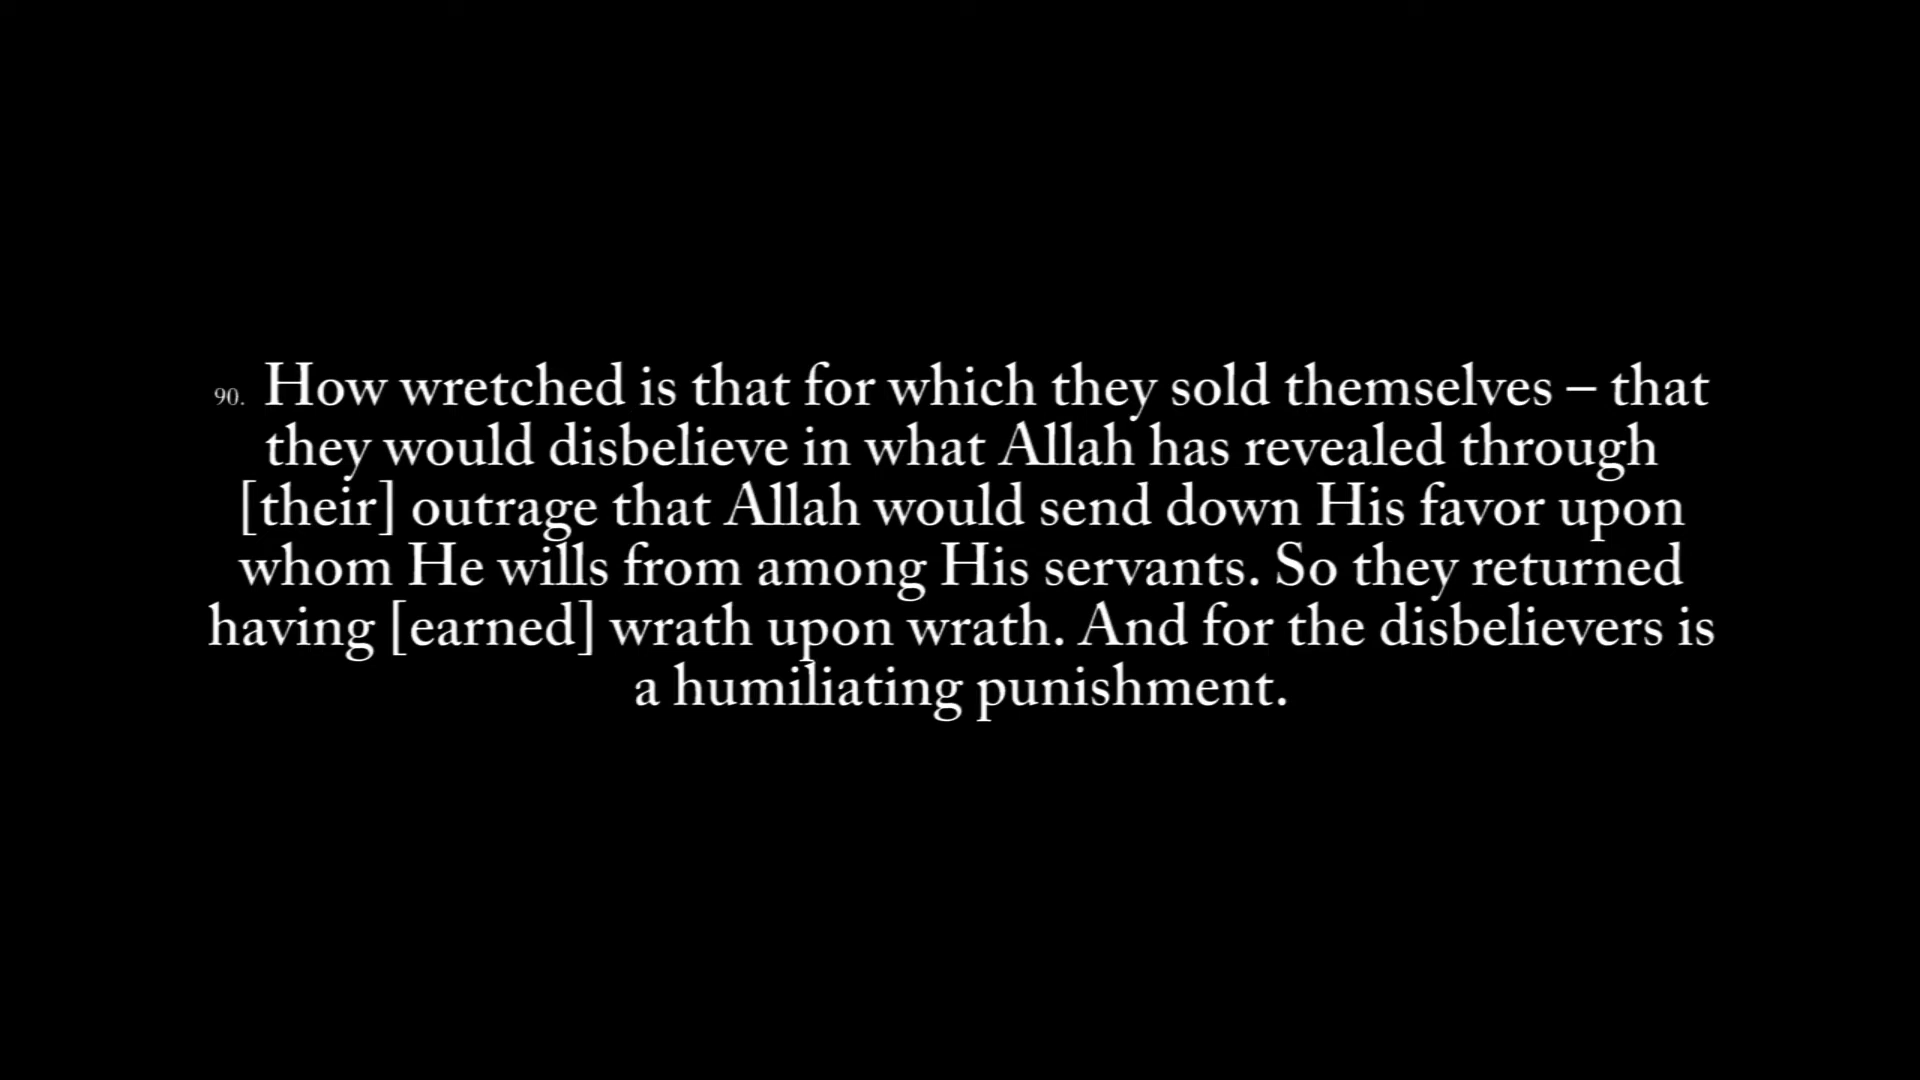 90. How wretched is that for which they sold themselves – that
they would disbelieve in what Allah has revealed through
[their] outrage that Allah would send down His favor upon
whom He wills from among His servants. So they returned
having [earned] wrath upon wrath. And for the disbelievers is
a humiliating punishment.